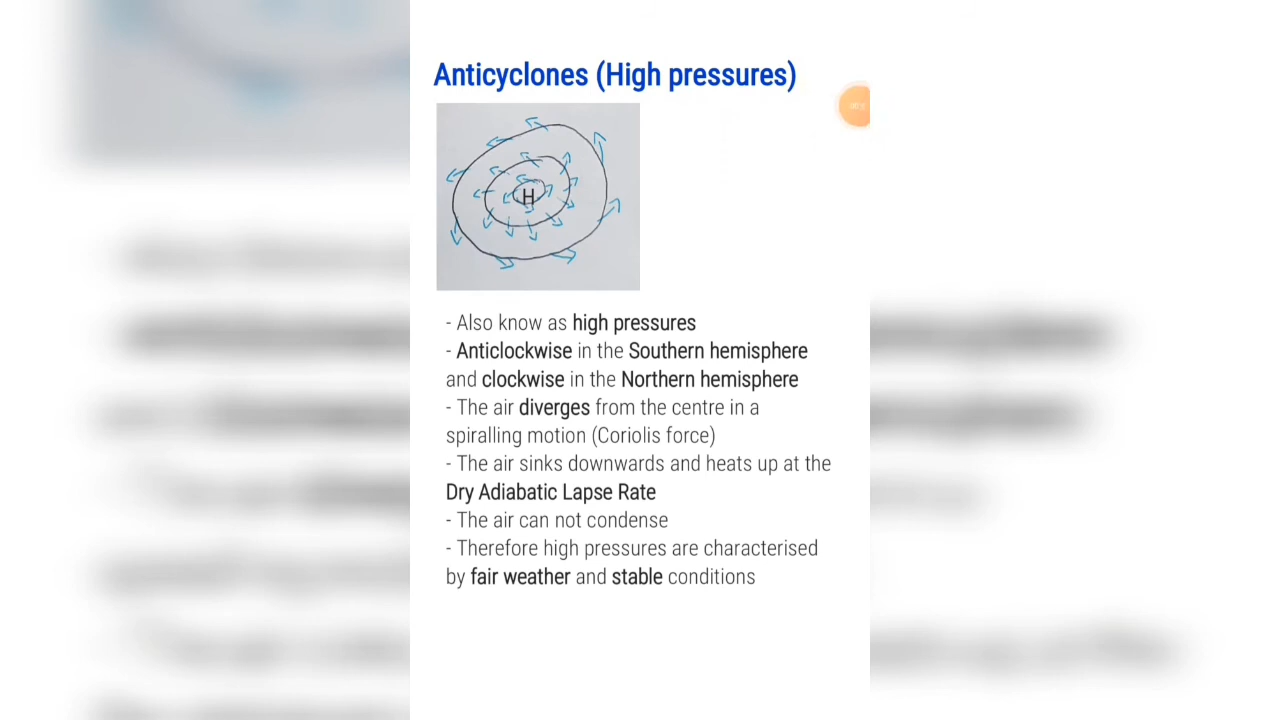 Anticyclones (High pressures)
H
- Also know as high pressures
- Anticlockwise in the Southern hemisphere
and clockwise in the Northern hemisphere
- The air diverges from the centre in a
spiralling motion (Coriolis force)
- The air sinks downwards and heats up at the
Dry Adiabatic Lapse Rate
- The air can not condense
- Therefore high pressures are characterised
by fair weather and stable conditions